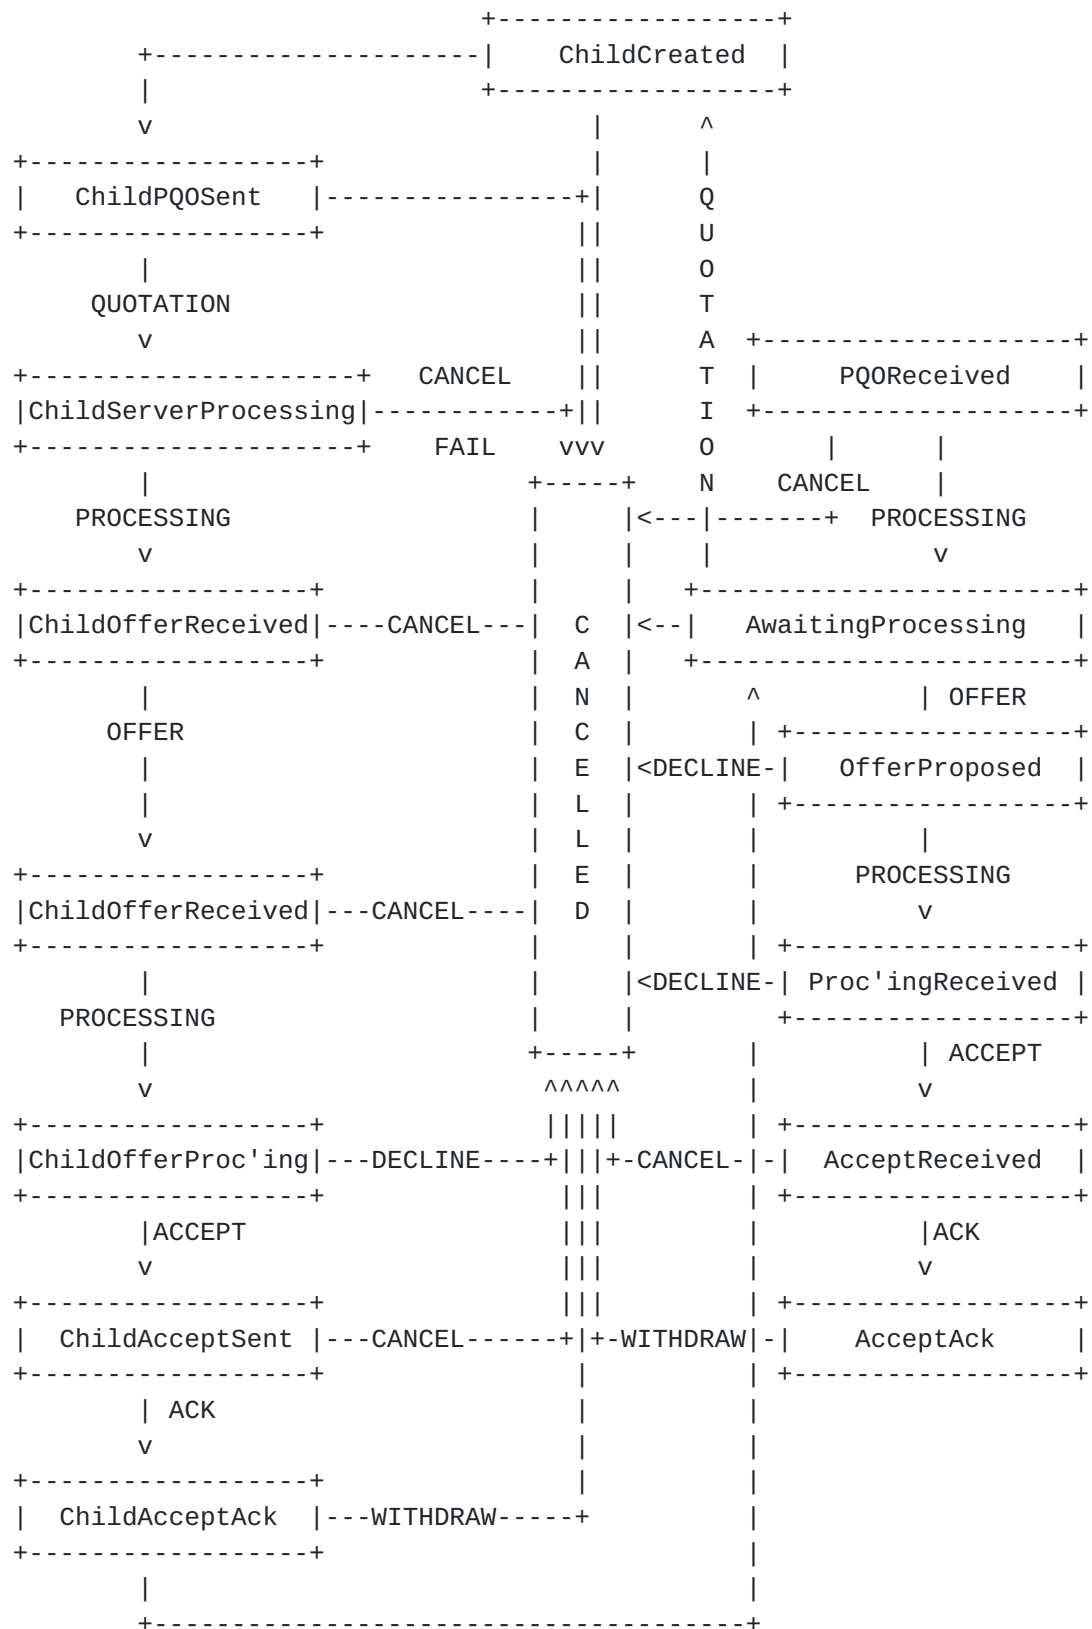 ChildCreated
ChildPQOSent
QUOTATION
QUOTATION
PQOReceived
CANCEL
ChildServerProcessing
FAIL
CANCEL
PROCESSING
PROCESSING
ChildOfferReceived
CANCEL
CANCELLED
AwaitingProcessing
OFFER
OFFER
DECLINE
OfferProposed
PROCESSING
ChildOfferReceived
CANCEL
DECLINE
Proc'ingReceived
PROCESSING
ACCEPT
ChildOfferProc'ing
DECLINE
CANCEL
AcceptReceived
ACCEPT
ACK
ChildAcceptSent
CANCEL
WITHDRAW
AcceptAck
ACK
ChildAcceptAck
WITHDRAW